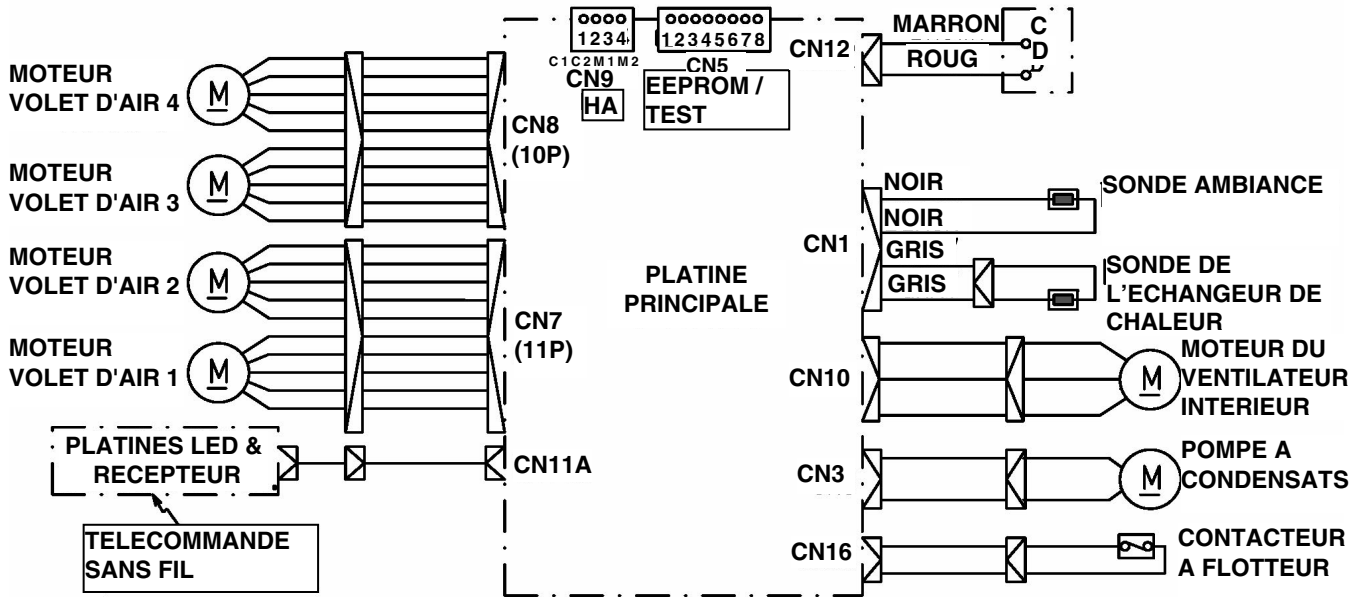 1234
C1C2M1M2
CN9
HA
12345678
CN5
EEPROM /
TEST
MOTEUR
VOLET D'AIR 4
M
MOTEUR
VOLET D'AIR 3
M
CN8
(10P)
MOTEUR
VOLET D'AIR 2
M
MOTEUR
VOLET D'AIR 1
M
CN7
(11P)
PLATINES LED &
RECEPTEUR
CN11A
TELECOMMANDE
SANS FIL
PLATINE
PRINCIPALE
CN12
MARRON
ROUG
C
D
CN1
NOIR
NOIR
GRIS
GRIS
SONDE AMBIANCE
SONDE DE
L'ECHANGEUR DE
CHALEUR
CN10
M
MOTEUR DU
VENTILATEUR
INTERIEUR
CN3
M
POMPE A
CONDENSATS
CN16
CONTACTEUR
A FLOTTEUR